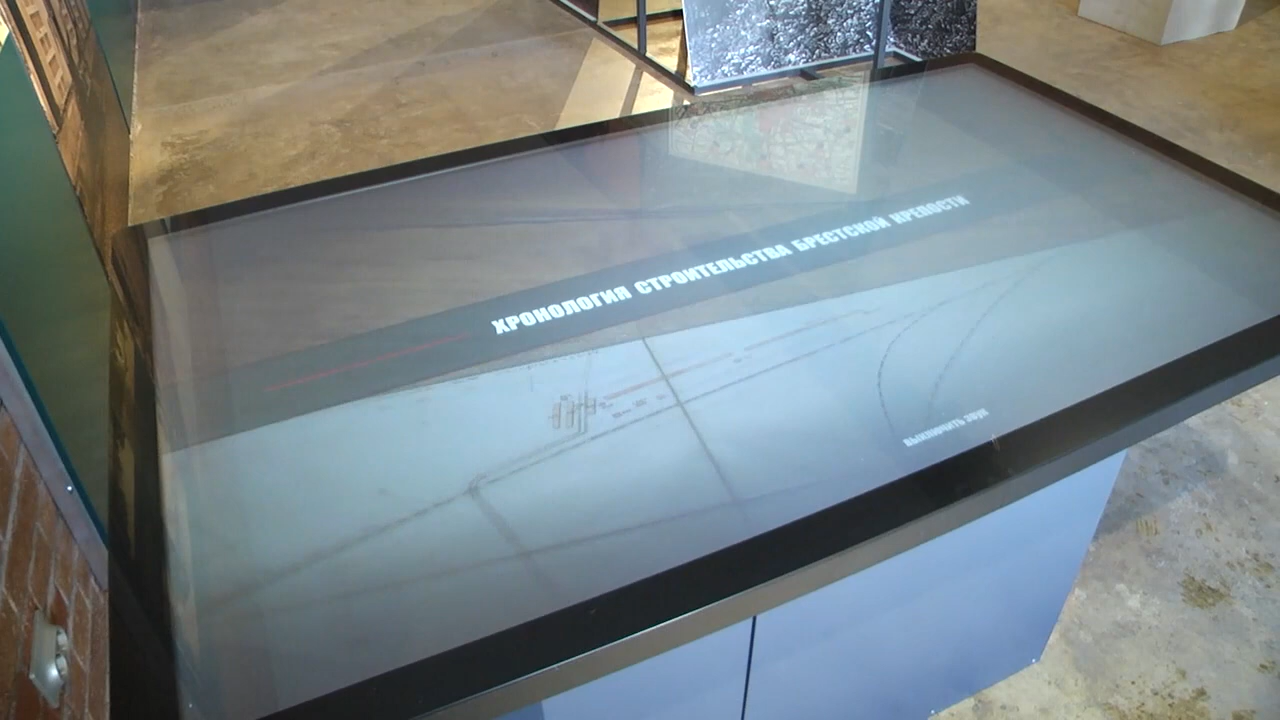 ХРОНОЛОГИЯ СТРОИТЕЛЬСТВА БРЕСТСКОЙ КРЕПОСТИ
ВЫКЛЮЧИТЬ ЗВУК